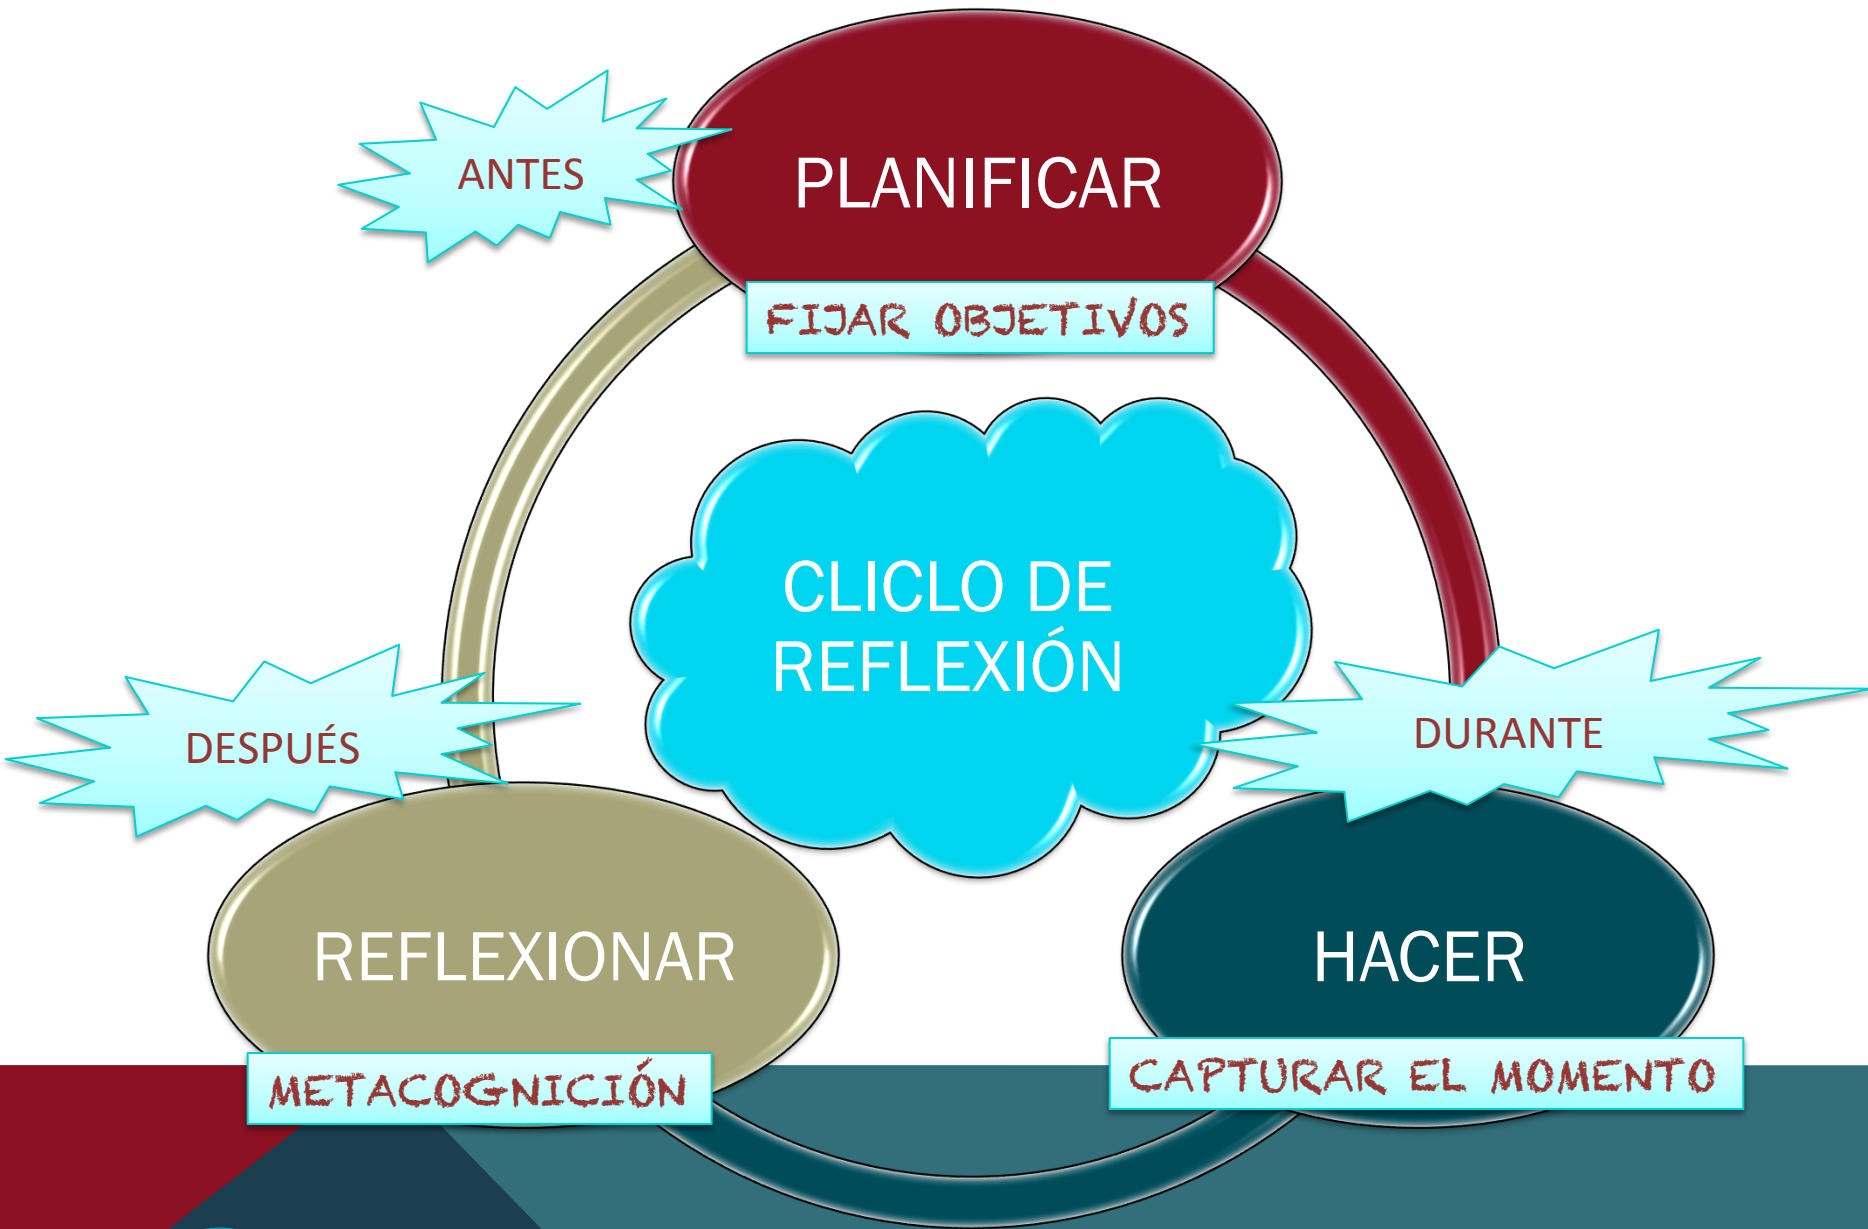 ANTES
PLANIFICAR
FIJAR OBJETIVOS
CLICLO DE
REFLEXIÓN
DESPUÉS
DURANTE
REFLEXIONAR
HACER
METACOGNICIÓN
CAPTURAR EL MOMENTO